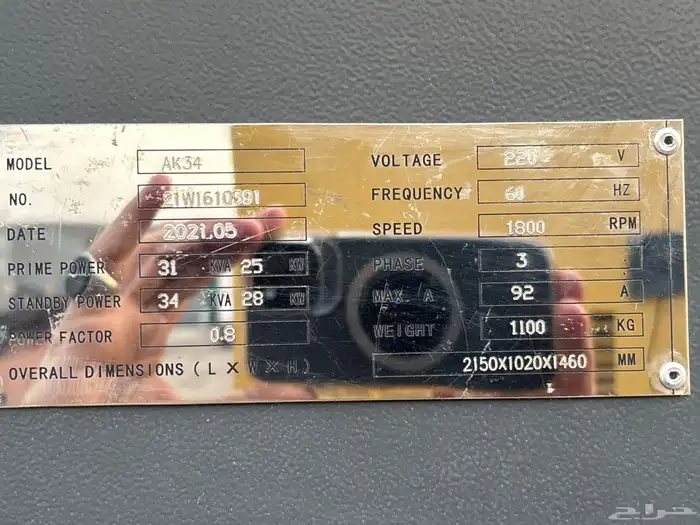 MODEL AK34 VOLTAGE 220 V
NO. 21W1610591 FREQUENCY 60 HZ
DATE 2021.05 SPEED 1800 RPM
PRIME POWER 31 KVA 25 KW PHASE 3
STANDBY POWER 34 KVA 28 KW MAX. A 92 A
POWER FACTOR 0.8 WEIGHT 1100 KG
OVERALL DIMENSIONS (L X W X H) 2150X1020X1460 MM
حراج